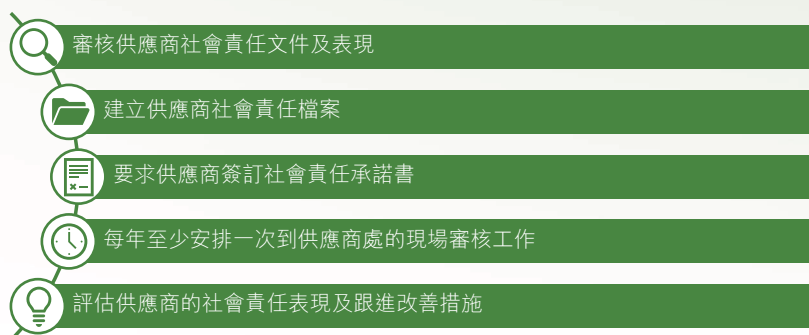 審核供應商社會責任文件及表現
建立供應商社會責任檔案
要求供應商簽訂社會責任承諾書
每年至少安排一次到供應商處的現場審核工作
評估供應商的社會責任表現及跟進改善措施